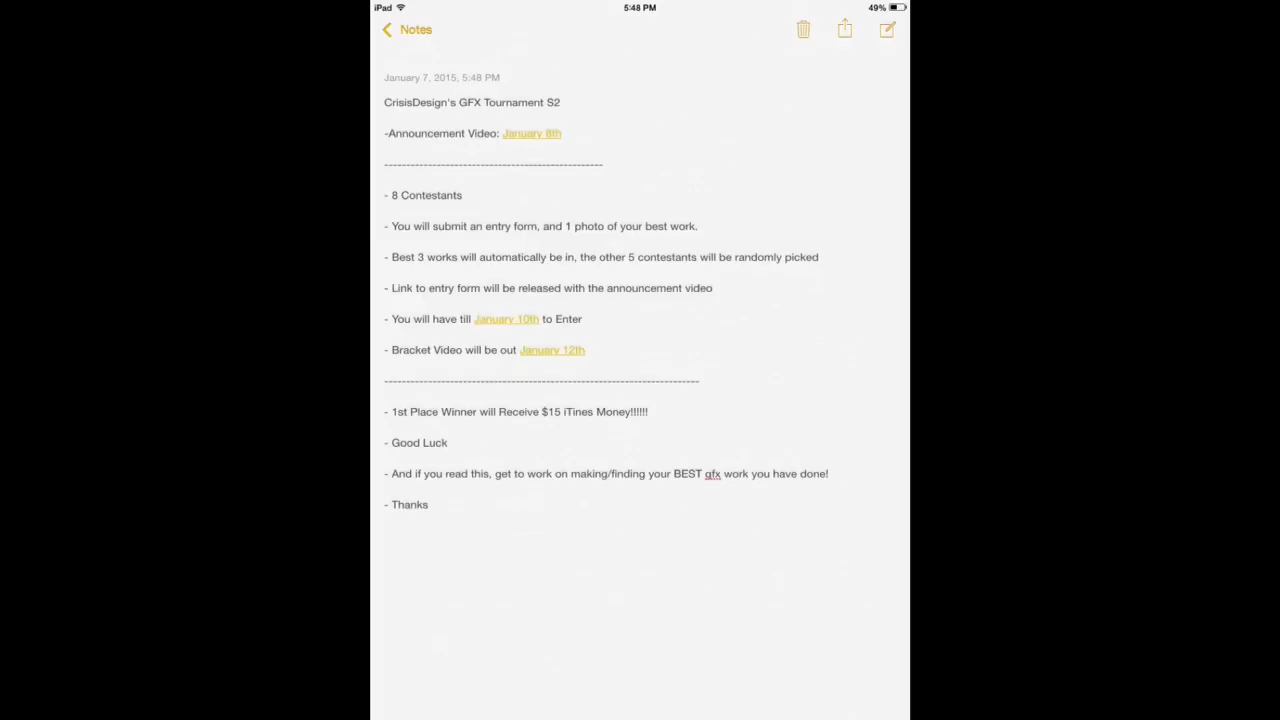 iPad 5:48 PM 49%
Notes
January 7, 2015, 5:48 PM
CrisisDesign's GFX Tournament S2
-Announcement Video: January 8th
--------------------------------------------------
- 8 Contestants
- You will submit an entry form, and 1 photo of your best work.
- Best 3 works will automatically be in, the other 5 contestants will be randomly picked
- Link to entry form will be released with the announcement video
- You will have till January 10th to Enter
- Bracket Video will be out January 12th
------------------------------------------------------------------------
- 1st Place Winner will Receive $15 iTines Money!!!!!!
- Good Luck
- And if you read this, get to work on making/finding your BEST gfx work you have done!
- Thanks